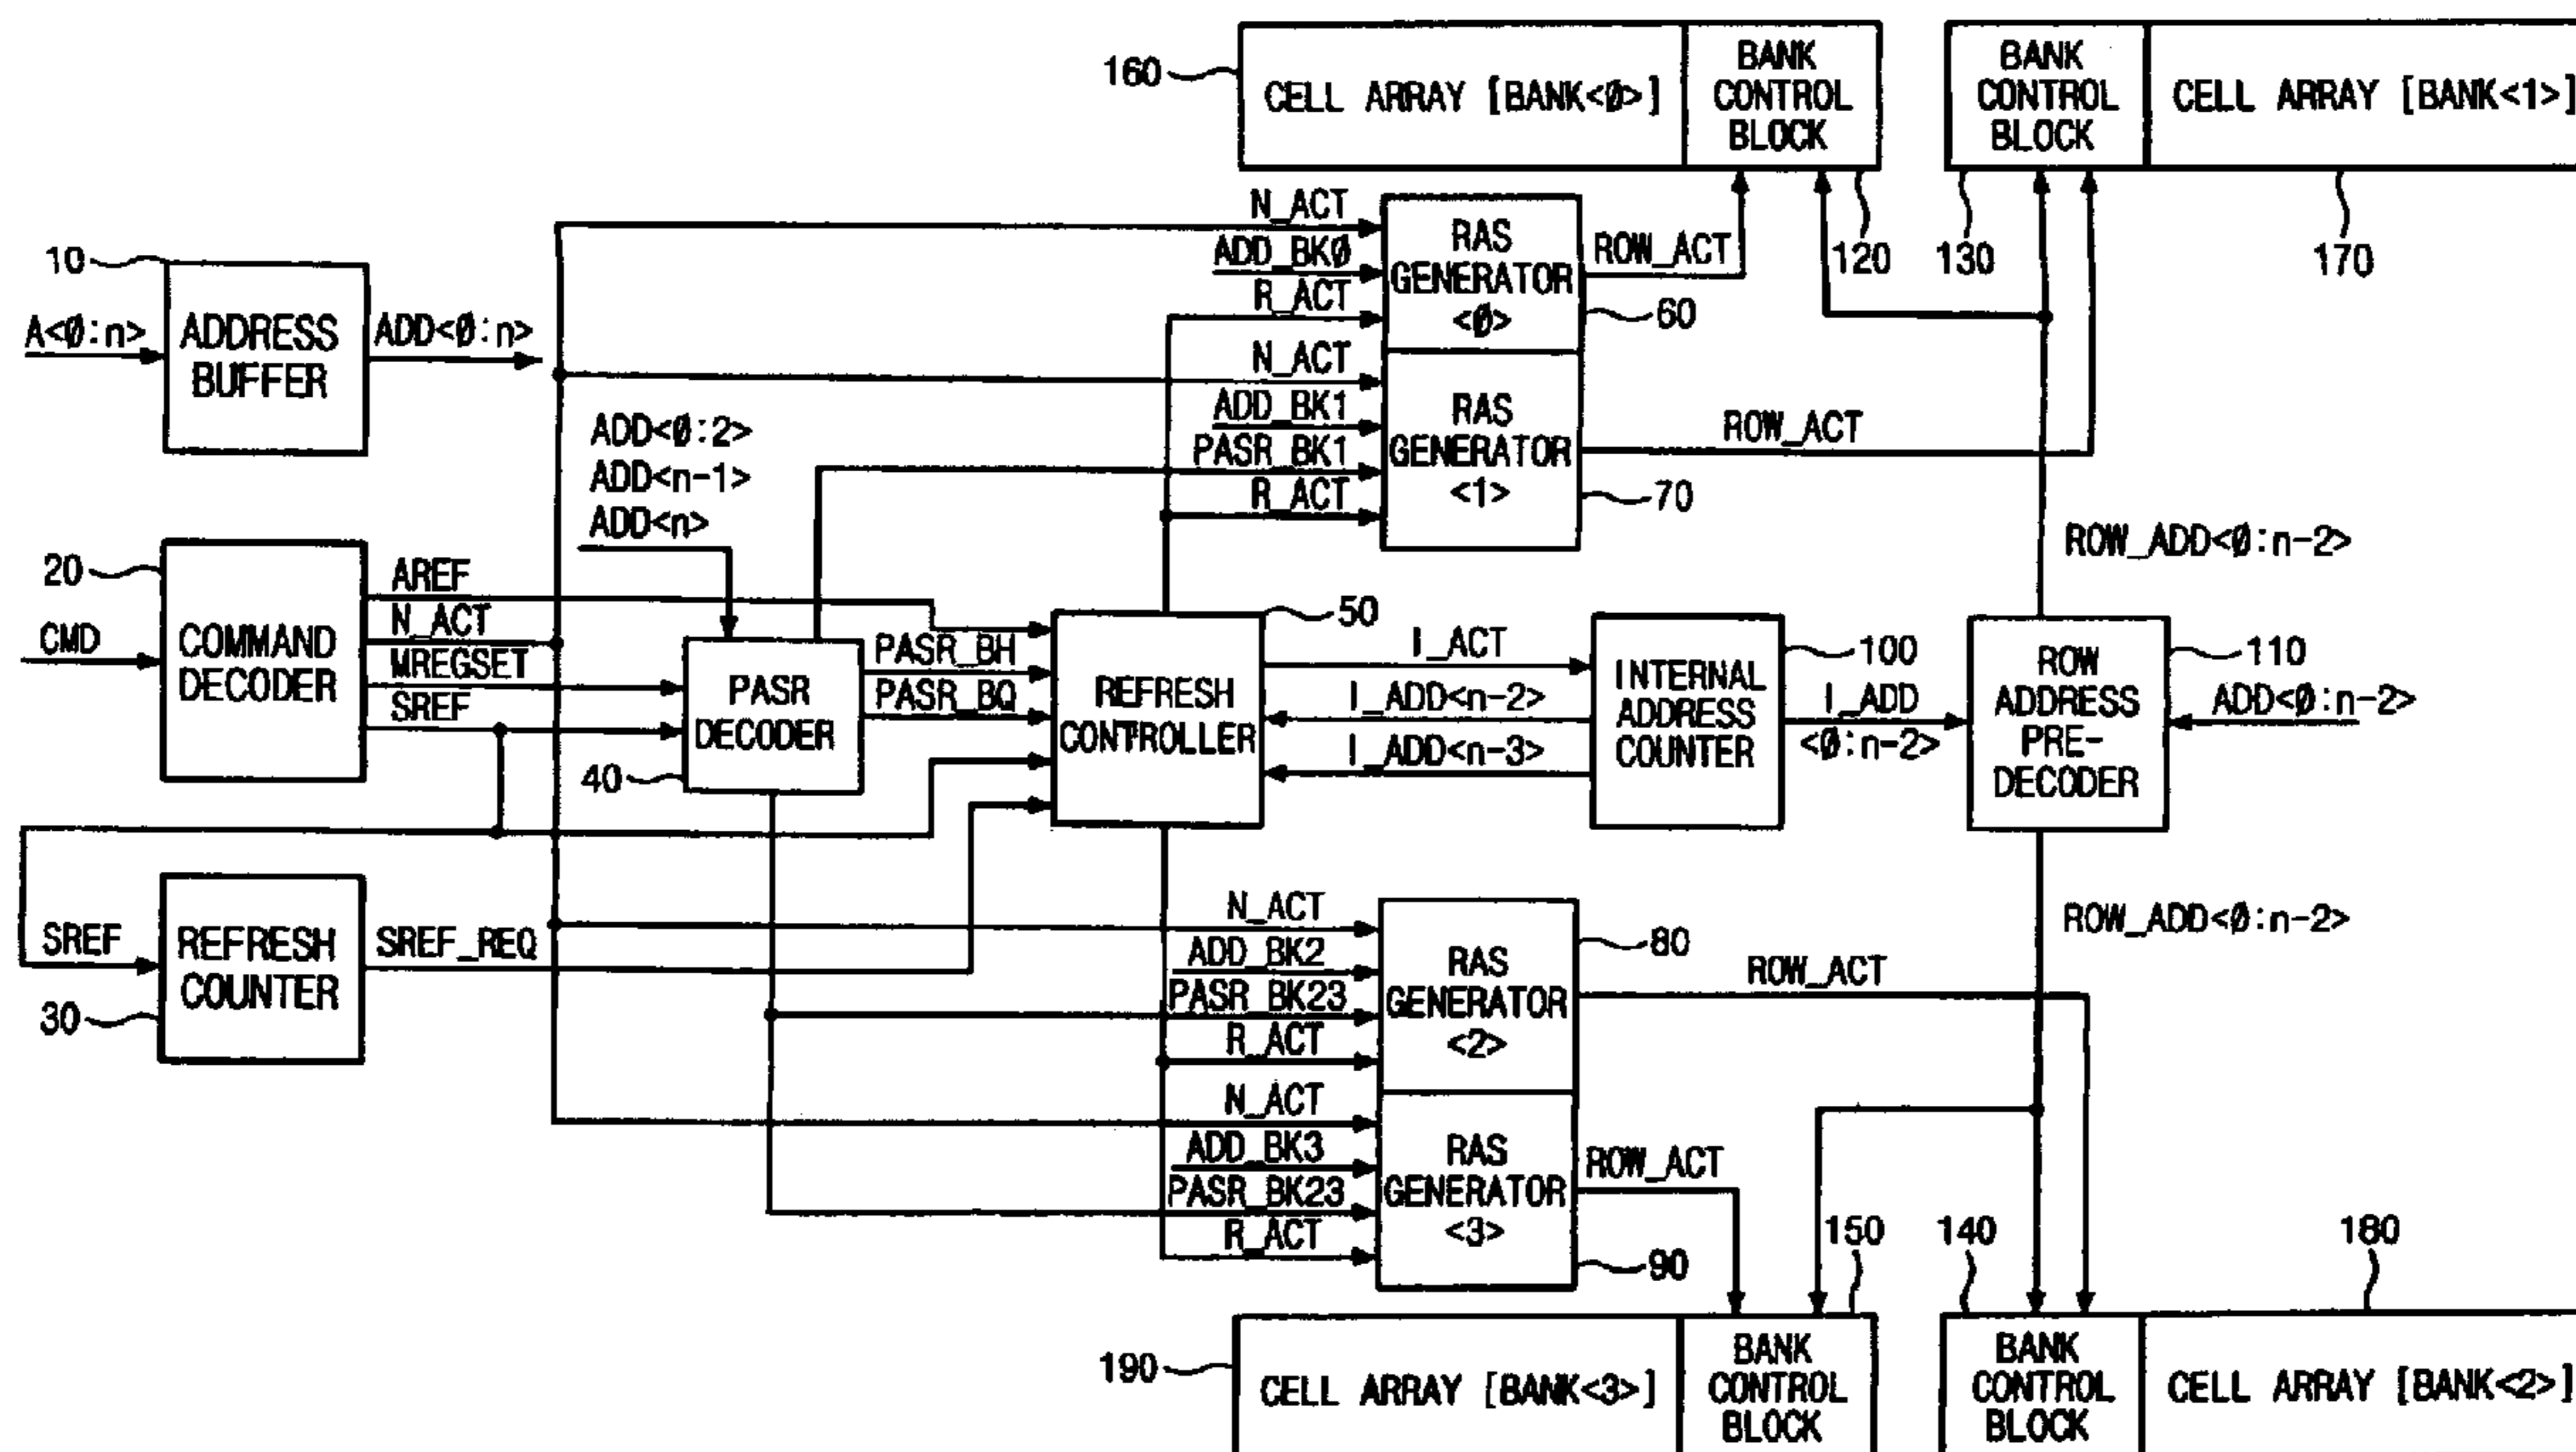 160
CELL ARRAY [BANK<0>]
BANK
CONTROL
BLOCK
120
BANK
CONTROL
BLOCK
130
CELL ARRAY [BANK<1>]
170
10
A<0:n>
ADDRESS
BUFFER
ADD<0:n>
N_ACT
ADD_BK0
R_ACT
RAS
GENERATOR
<0>
60
ROW_ACT
N_ACT
ADD_BK1
PASR_BK1
R_ACT
RAS
GENERATOR
<1>
70
ROW_ACT
ADD<0:2>
ADD<n-1>
ADD<n>
20
CMD
COMMAND
DECODER
AREF
N_ACT
MREGSET
SREF
PASR
DECODER
40
PASR_BH
PASR_BQ
REFRESH
CONTROLLER
50
I_ACT
I_ADD<n-2>
I_ADD<n-3>
INTERNAL
ADDRESS
COUNTER
100
I_ADD
<0:n-2>
ROW_ADD<0:n-2>
ROW
ADDRESS
PRE-
DECODER
110
ADD<0:n-2>
ROW_ADD<0:n-2>
SREF
REFRESH
COUNTER
30
SREF_REQ
N_ACT
ADD_BK2
PASR_BK23
R_ACT
RAS
GENERATOR
<2>
80
ROW_ACT
N_ACT
ADD_BK3
PASR_BK23
R_ACT
RAS
GENERATOR
<3>
90
ROW_ACT
190
CELL ARRAY [BANK<3>]
150
BANK
CONTROL
BLOCK
140
BANK
CONTROL
BLOCK
180
CELL ARRAY [BANK<2>]